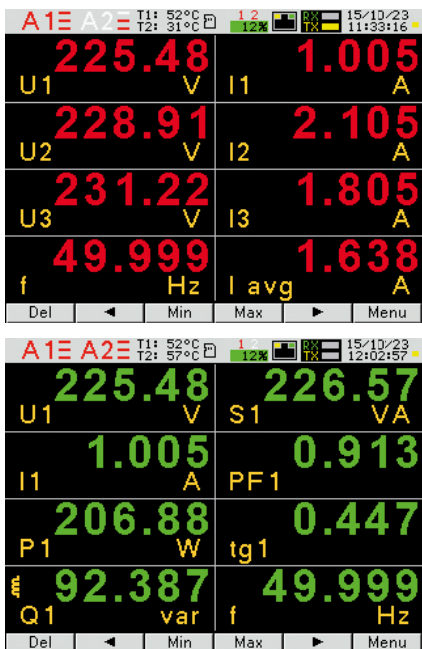 A1 A2 T1: 52°C T2: 31°C 1 2 12% RX TX 15/10/23 11:33:16
225.48 1.005
U1 V I1 A
228.91 2.105
U2 V I2 A
231.22 1.805
U3 V I3 A
49.999 1.638
f Hz I avg A
Del ◄ Min Max ► Menu
A1 A2 T1: 52°C T2: 57°C 1 2 12% RX TX 15/10/23 12:02:57
225.48 226.57
U1 V S1 VA
1.005 0.913
I1 A PF1
206.88 0.447
P1 W tg1
92.387 49.999
Q1 var f Hz
Del ◄ Min Max ► Menu